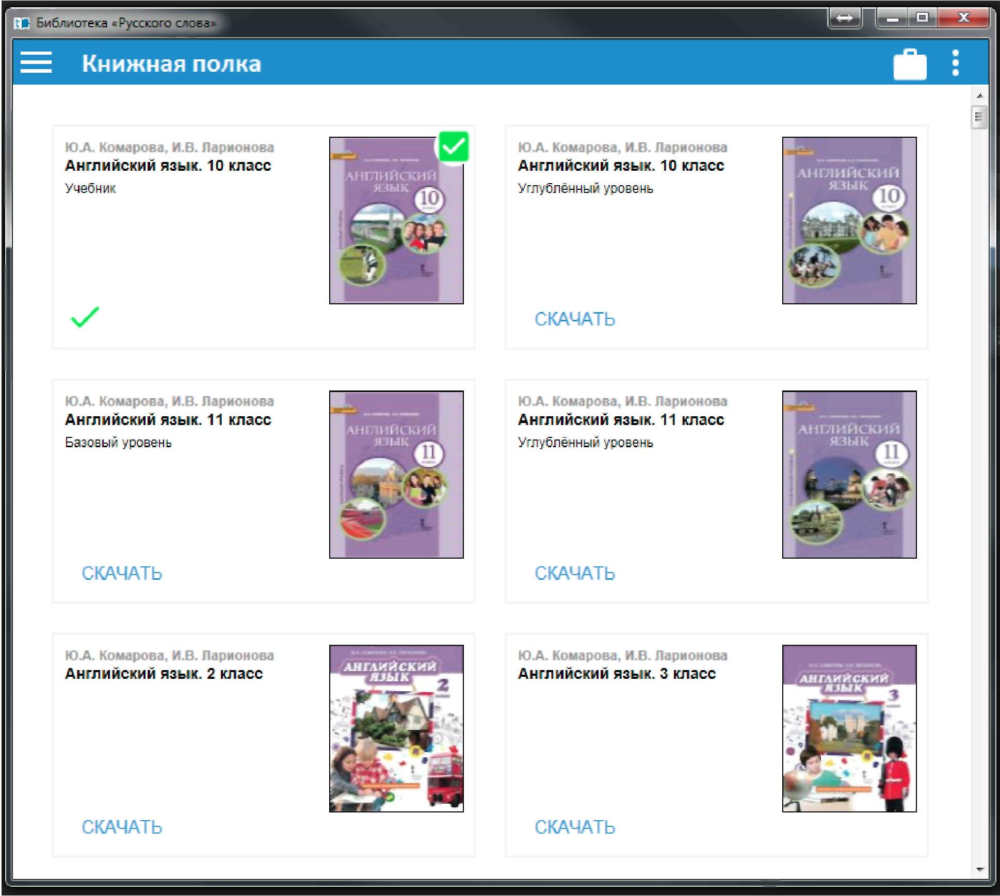 Библиотека «Русского слова»
Книжная полка
Ю.А. Комарова, И.В. Ларионова
Английский язык. 10 класс
Учебник
АНГЛИЙСКИЙ
ЯЗЫК
10
Ю.А. Комарова, И.В. Ларионова
Английский язык. 10 класс
Углублённый уровень
АНГЛИЙСКИЙ
ЯЗЫК
10
СКАЧАТЬ
Ю.А. Комарова, И.В. Ларионова
Английский язык. 11 класс
Базовый уровень
АНГЛИЙСКИЙ
ЯЗЫК
11
СКАЧАТЬ
Ю.А. Комарова, И.В. Ларионова
Английский язык. 11 класс
Углублённый уровень
АНГЛИЙСКИЙ
ЯЗЫК
11
СКАЧАТЬ
Ю.А. Комарова, И.В. Ларионова
Английский язык. 2 класс
АНГЛИЙСКИЙ
ЯЗЫК
2
СКАЧАТЬ
Ю.А. Комарова, И.В. Ларионова
Английский язык. 3 класс
АНГЛИЙСКИЙ
ЯЗЫК
3
СКАЧАТЬ